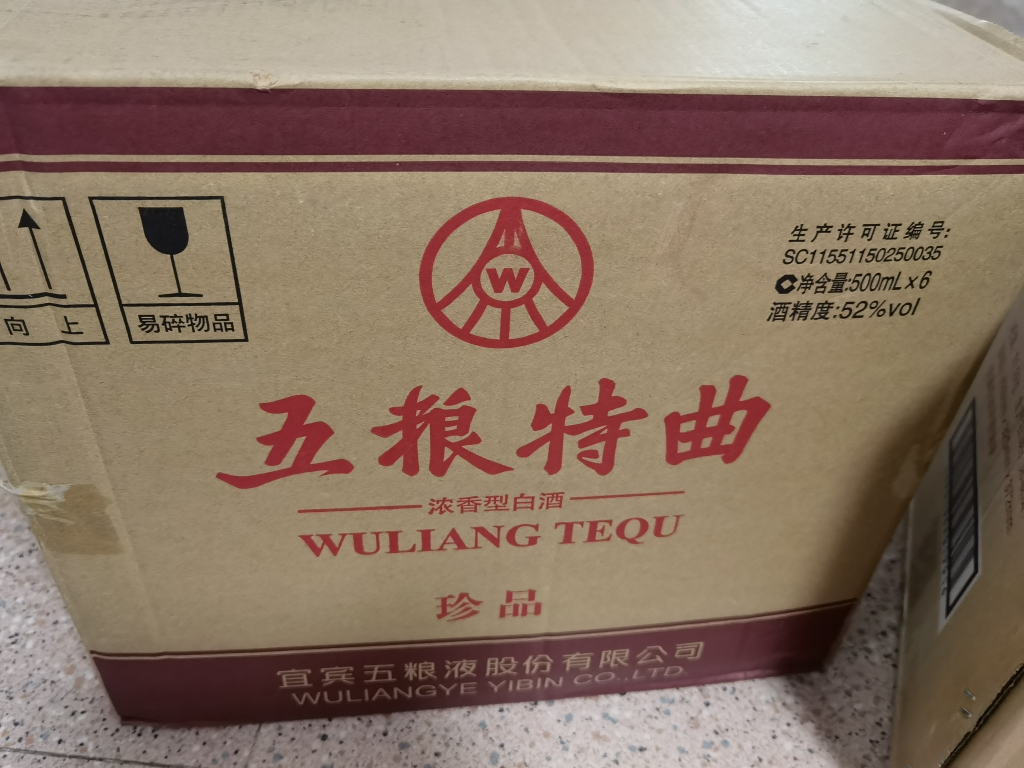 向 上
易碎物品
W
生产许可证编号:
SC11551150250035
净含量:500mL x 6
酒精度:52%vol
五粮特曲
浓香型白酒
WULIANG TEQU
珍品
宜宾五粮液股份有限公司
WULIANGYE YIBIN CO.,LTD.